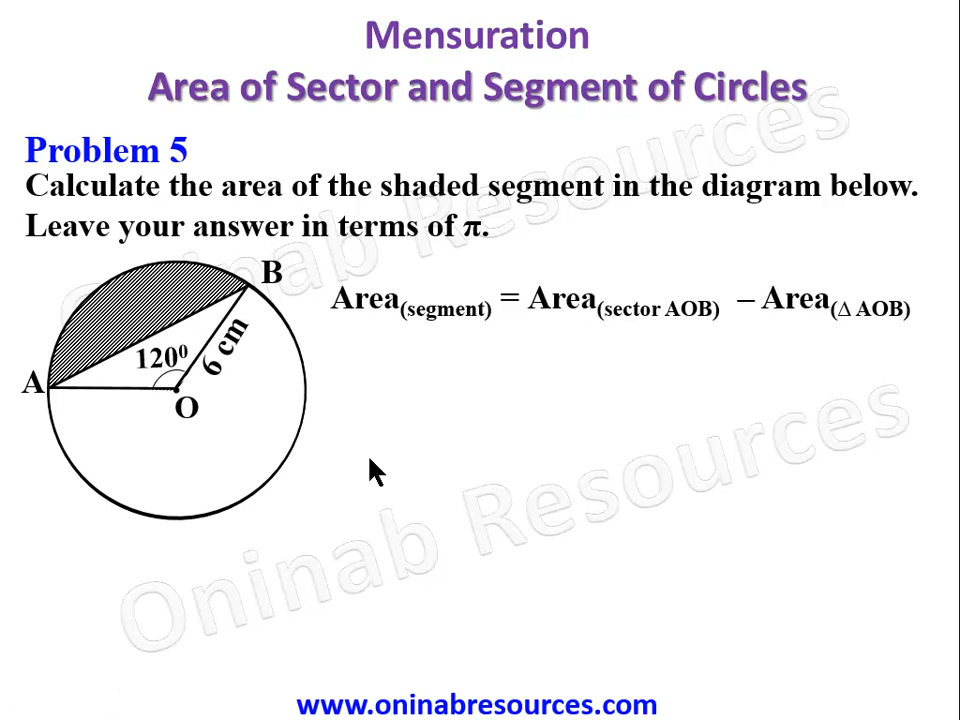 Mensuration
Area of Sector and Segment of Circles
Problem 5
Calculate the area of the shaded segment in the diagram below.
Leave your answer in terms of π.
B
Area(segment) = Area(sector AOB) – Area(∆ AOB)
120⁰
6 cm
A
O
Oninab Resources
Oninab Resources
www.oninabresources.com